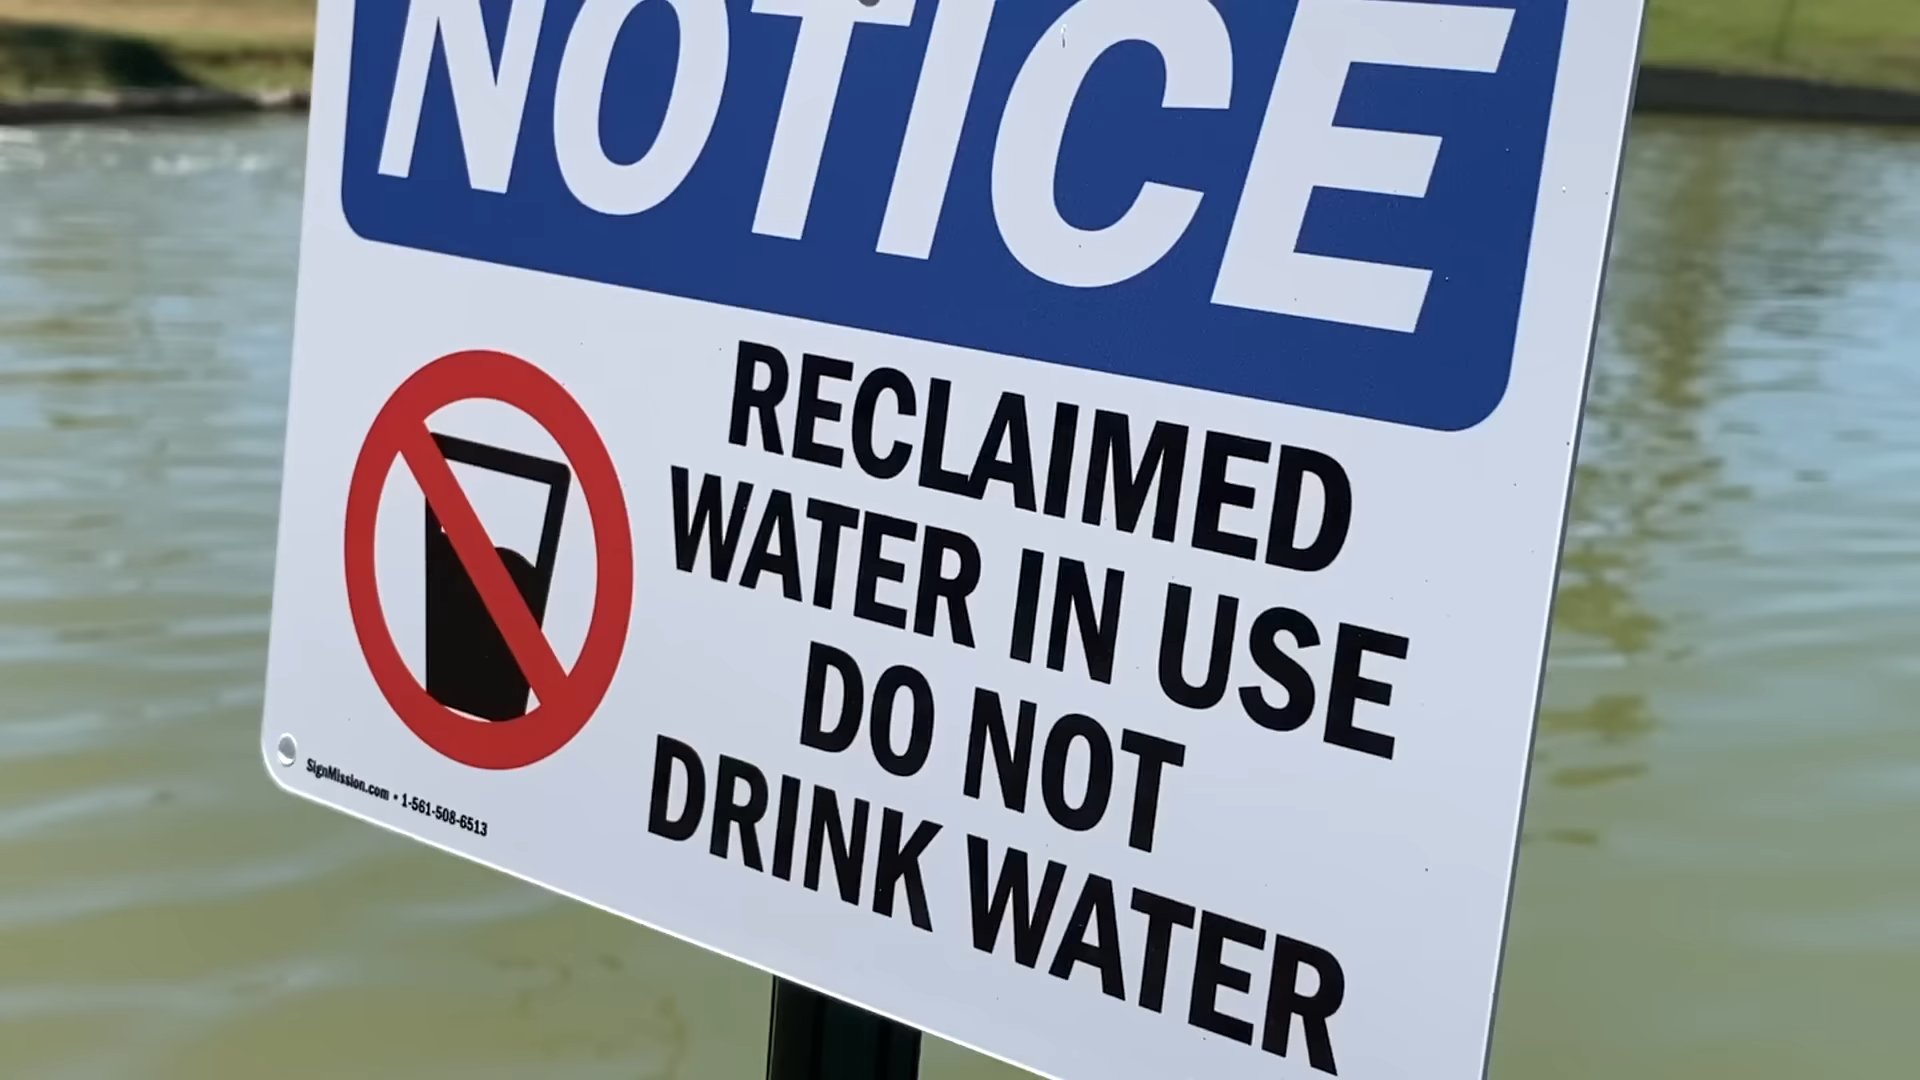 NOTICE
RECLAIMED
WATER IN USE
DO NOT
DRINK WATER
SignMission.com • 1-561-508-6513